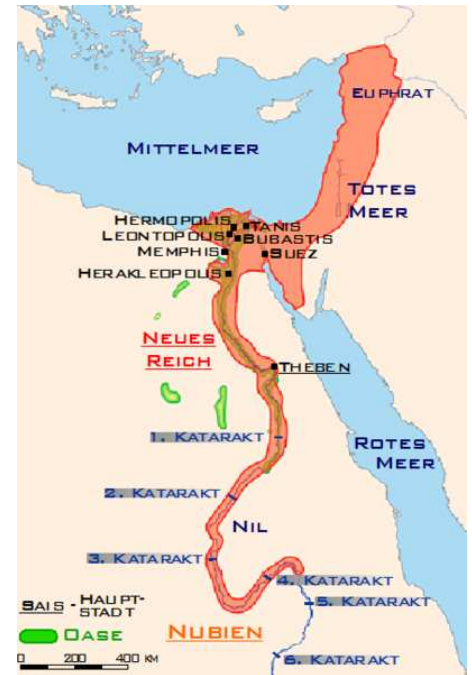 EUPHRAT
MITTELMEER
TOTES
MEER
HERMOPOLIS
TANIS
LEONTOPOLIS
BUBASTIS
MEMPHIS
SUEZ
HERAKLEOPOLIS
NEUES
REICH
THEBEN
1. KATARAKT
ROTES
MEER
2. KATARAKT
NIL
3. KATARAKT
4. KATARAKT
5. KATARAKT
SAIS - HAUPT-
STADT
OASE
NUBIEN
6. KATARAKT
0 200 400 KM